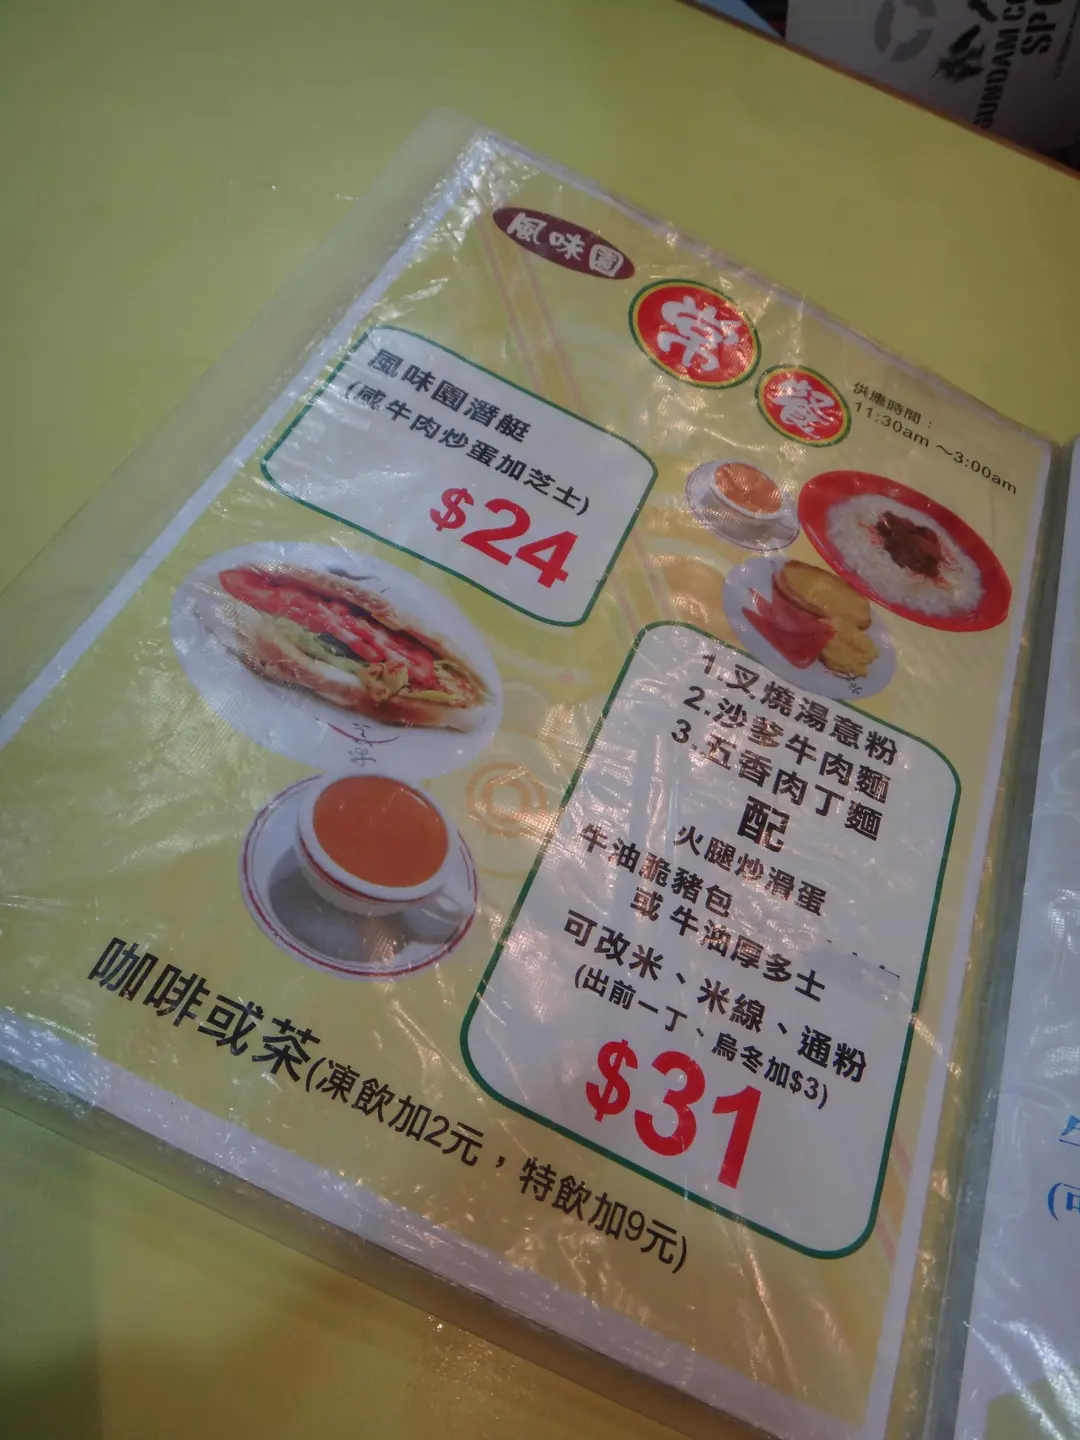 GUNDAM C
SP
風味園
常餐
供應時間：
11:30am ～3:00am
風味園潛艇
(咸牛肉炒蛋加芝士)
$24
1.叉燒湯意粉
2.沙爹牛肉麵
3.五香肉丁麵
配
火腿炒滑蛋
牛油脆豬包
或 牛油厚多士
可改米、米線、通粉
(出前一丁、烏冬加$3)
$31
咖啡或茶(凍飲加2元，特飲加9元)